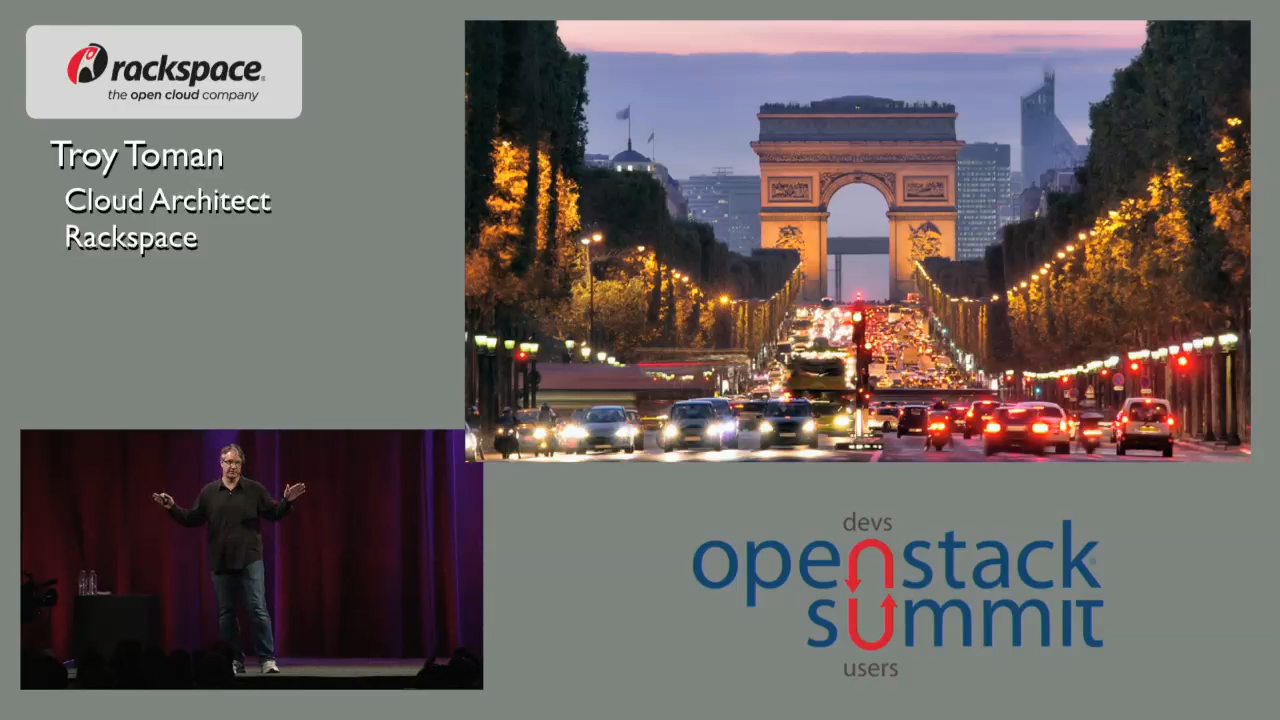 rackspace
the open cloud company
Troy Toman
Cloud Architect
Rackspace
devs
openstack
summit
users